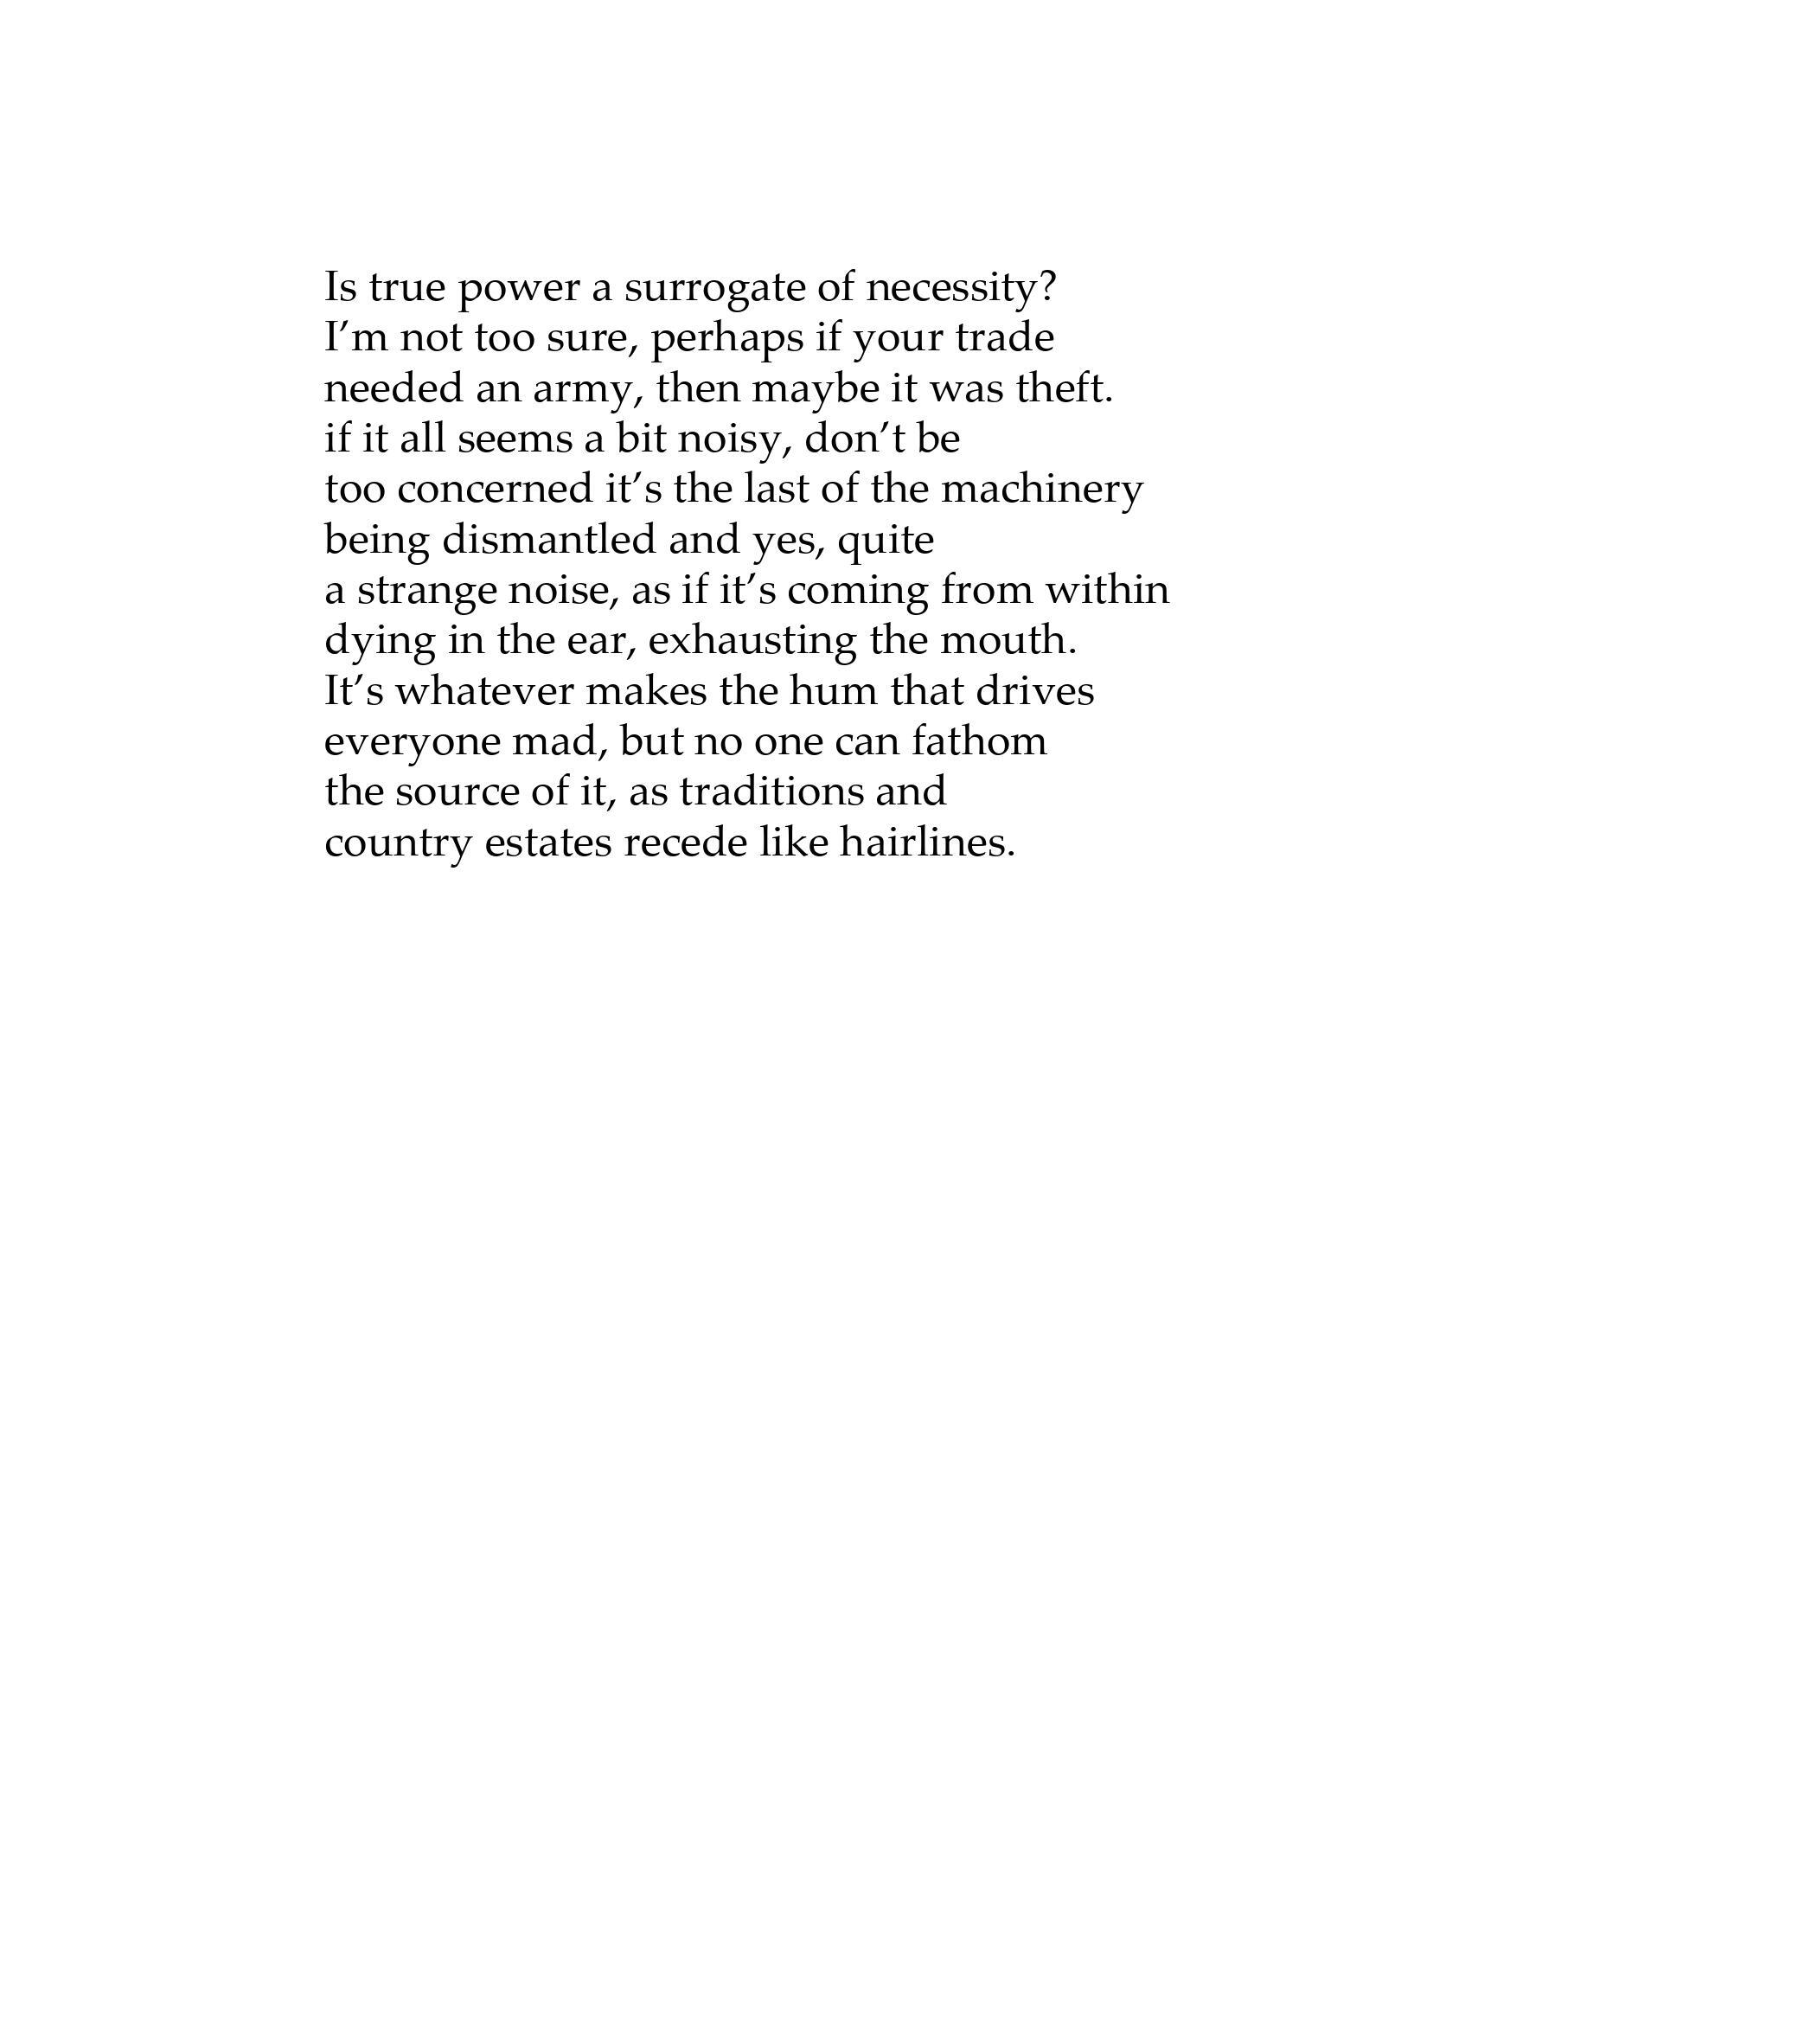 Is true power a surrogate of necessity?
I’m not too sure, perhaps if your trade
needed an army, then maybe it was theft.
if it all seems a bit noisy, don’t be
too concerned it’s the last of the machinery
being dismantled and yes, quite
a strange noise, as if it’s coming from within
dying in the ear, exhausting the mouth.
It’s whatever makes the hum that drives
everyone mad, but no one can fathom
the source of it, as traditions and
country estates recede like hairlines.